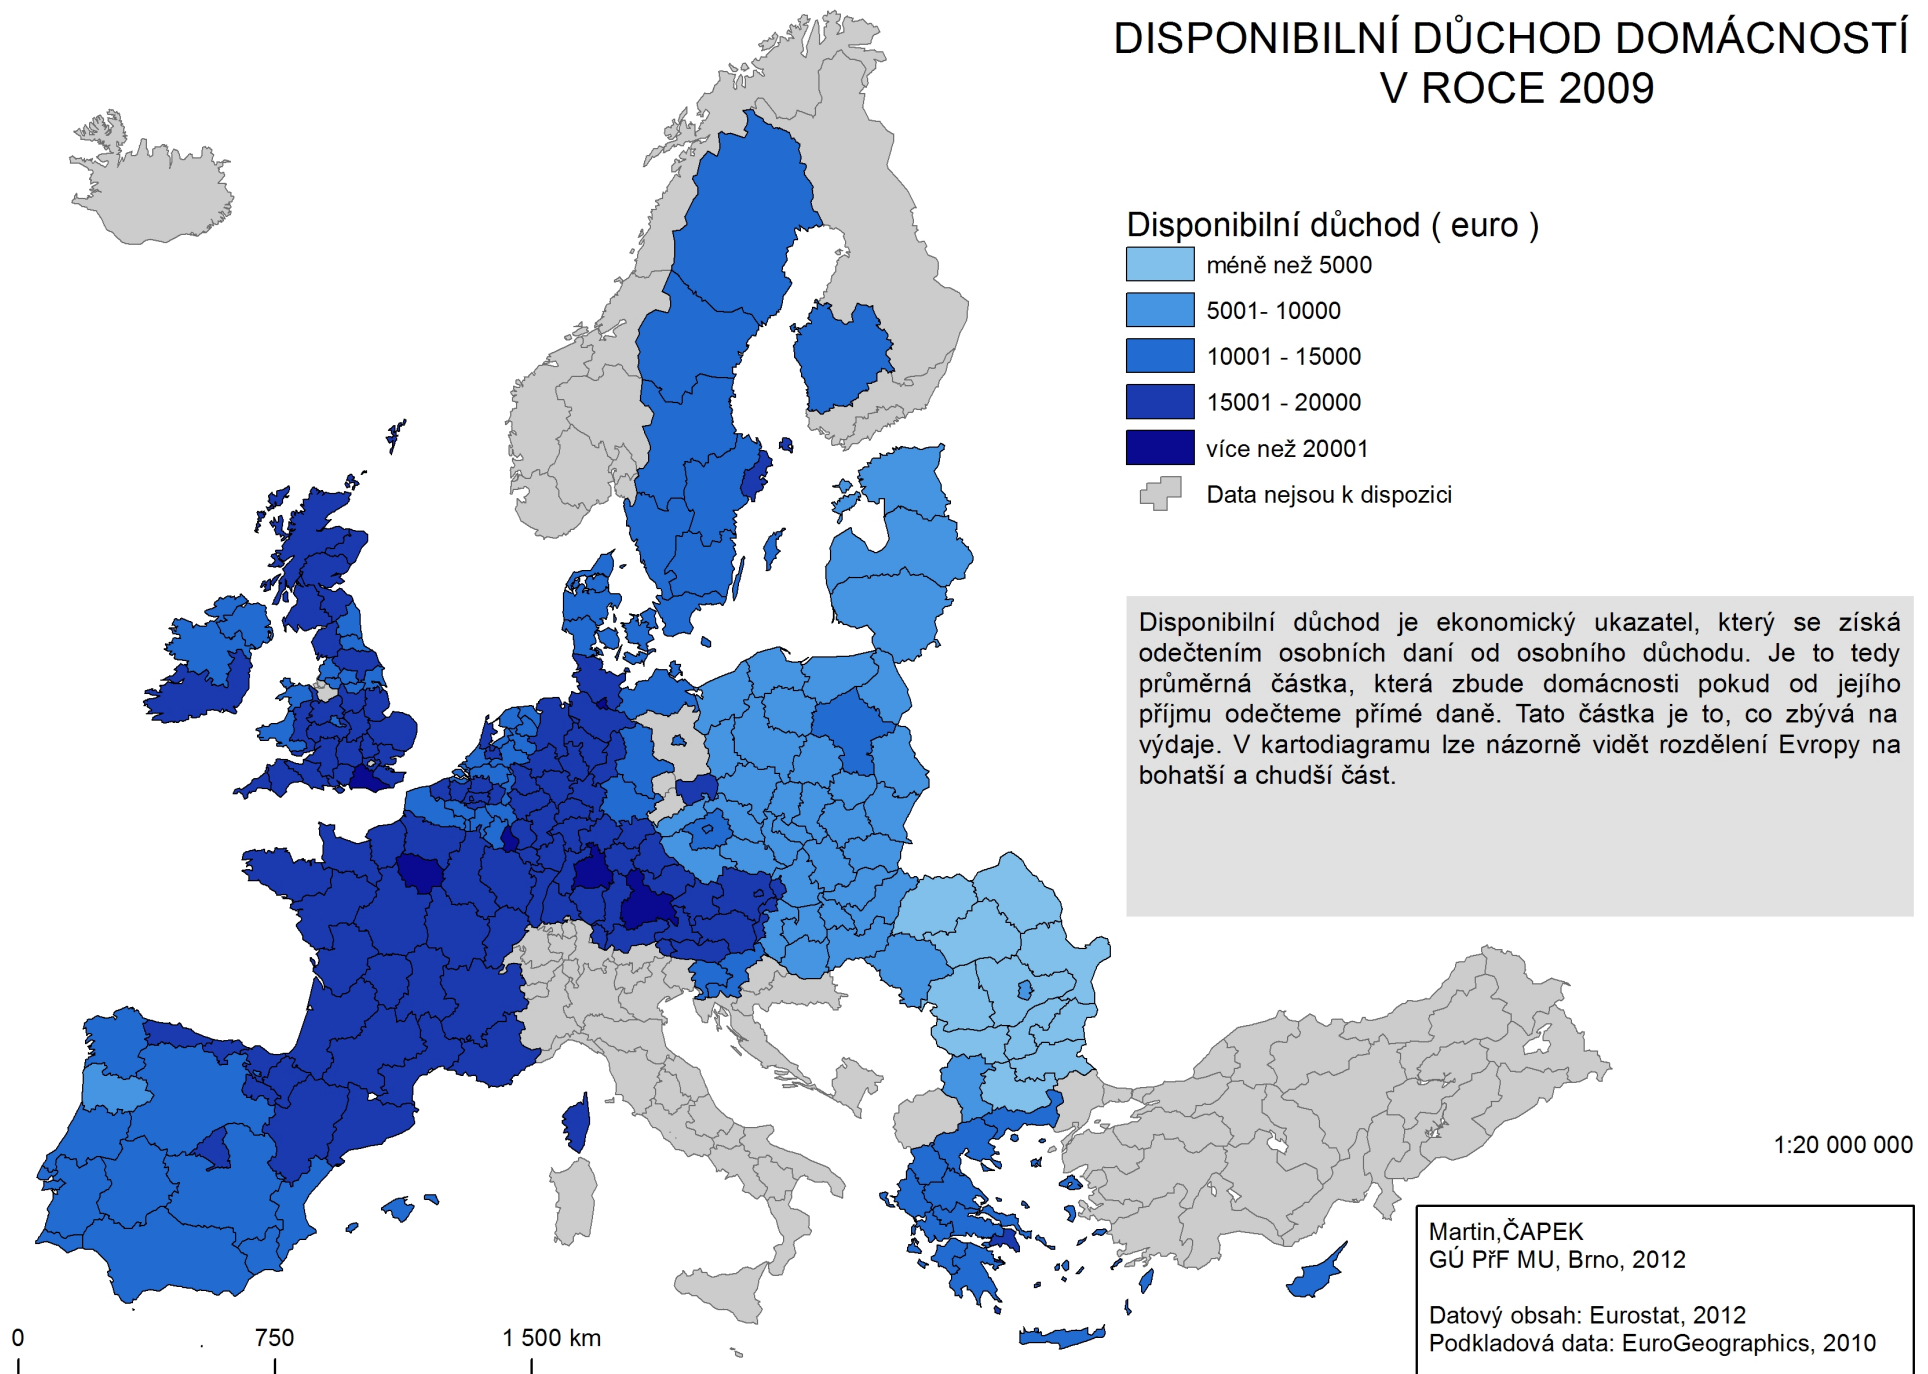 DISPONIBILNÍ DŮCHOD DOMÁCNOSTÍ
V ROCE 2009
Disponibilní důchod ( euro )
méně než 5000
5001- 10000
10001 - 15000
15001 - 20000
více než 20001
Data nejsou k dispozici
Disponibilní důchod je ekonomický ukazatel, který se získá
odečtením osobních daní od osobního důchodu. Je to tedy
průměrná částka, která zbude domácnosti pokud od jejího
příjmu odečteme přímé daně. Tato částka je to, co zbývá na
výdaje. V kartodiagramu lze názorně vidět rozdělení Evropy na
bohatší a chudší část.
1:20 000 000
Martin,ČAPEK
GÚ PřF MU, Brno, 2012
Datový obsah: Eurostat, 2012
Podkladová data: EuroGeographics, 2010
0 750 1 500 km